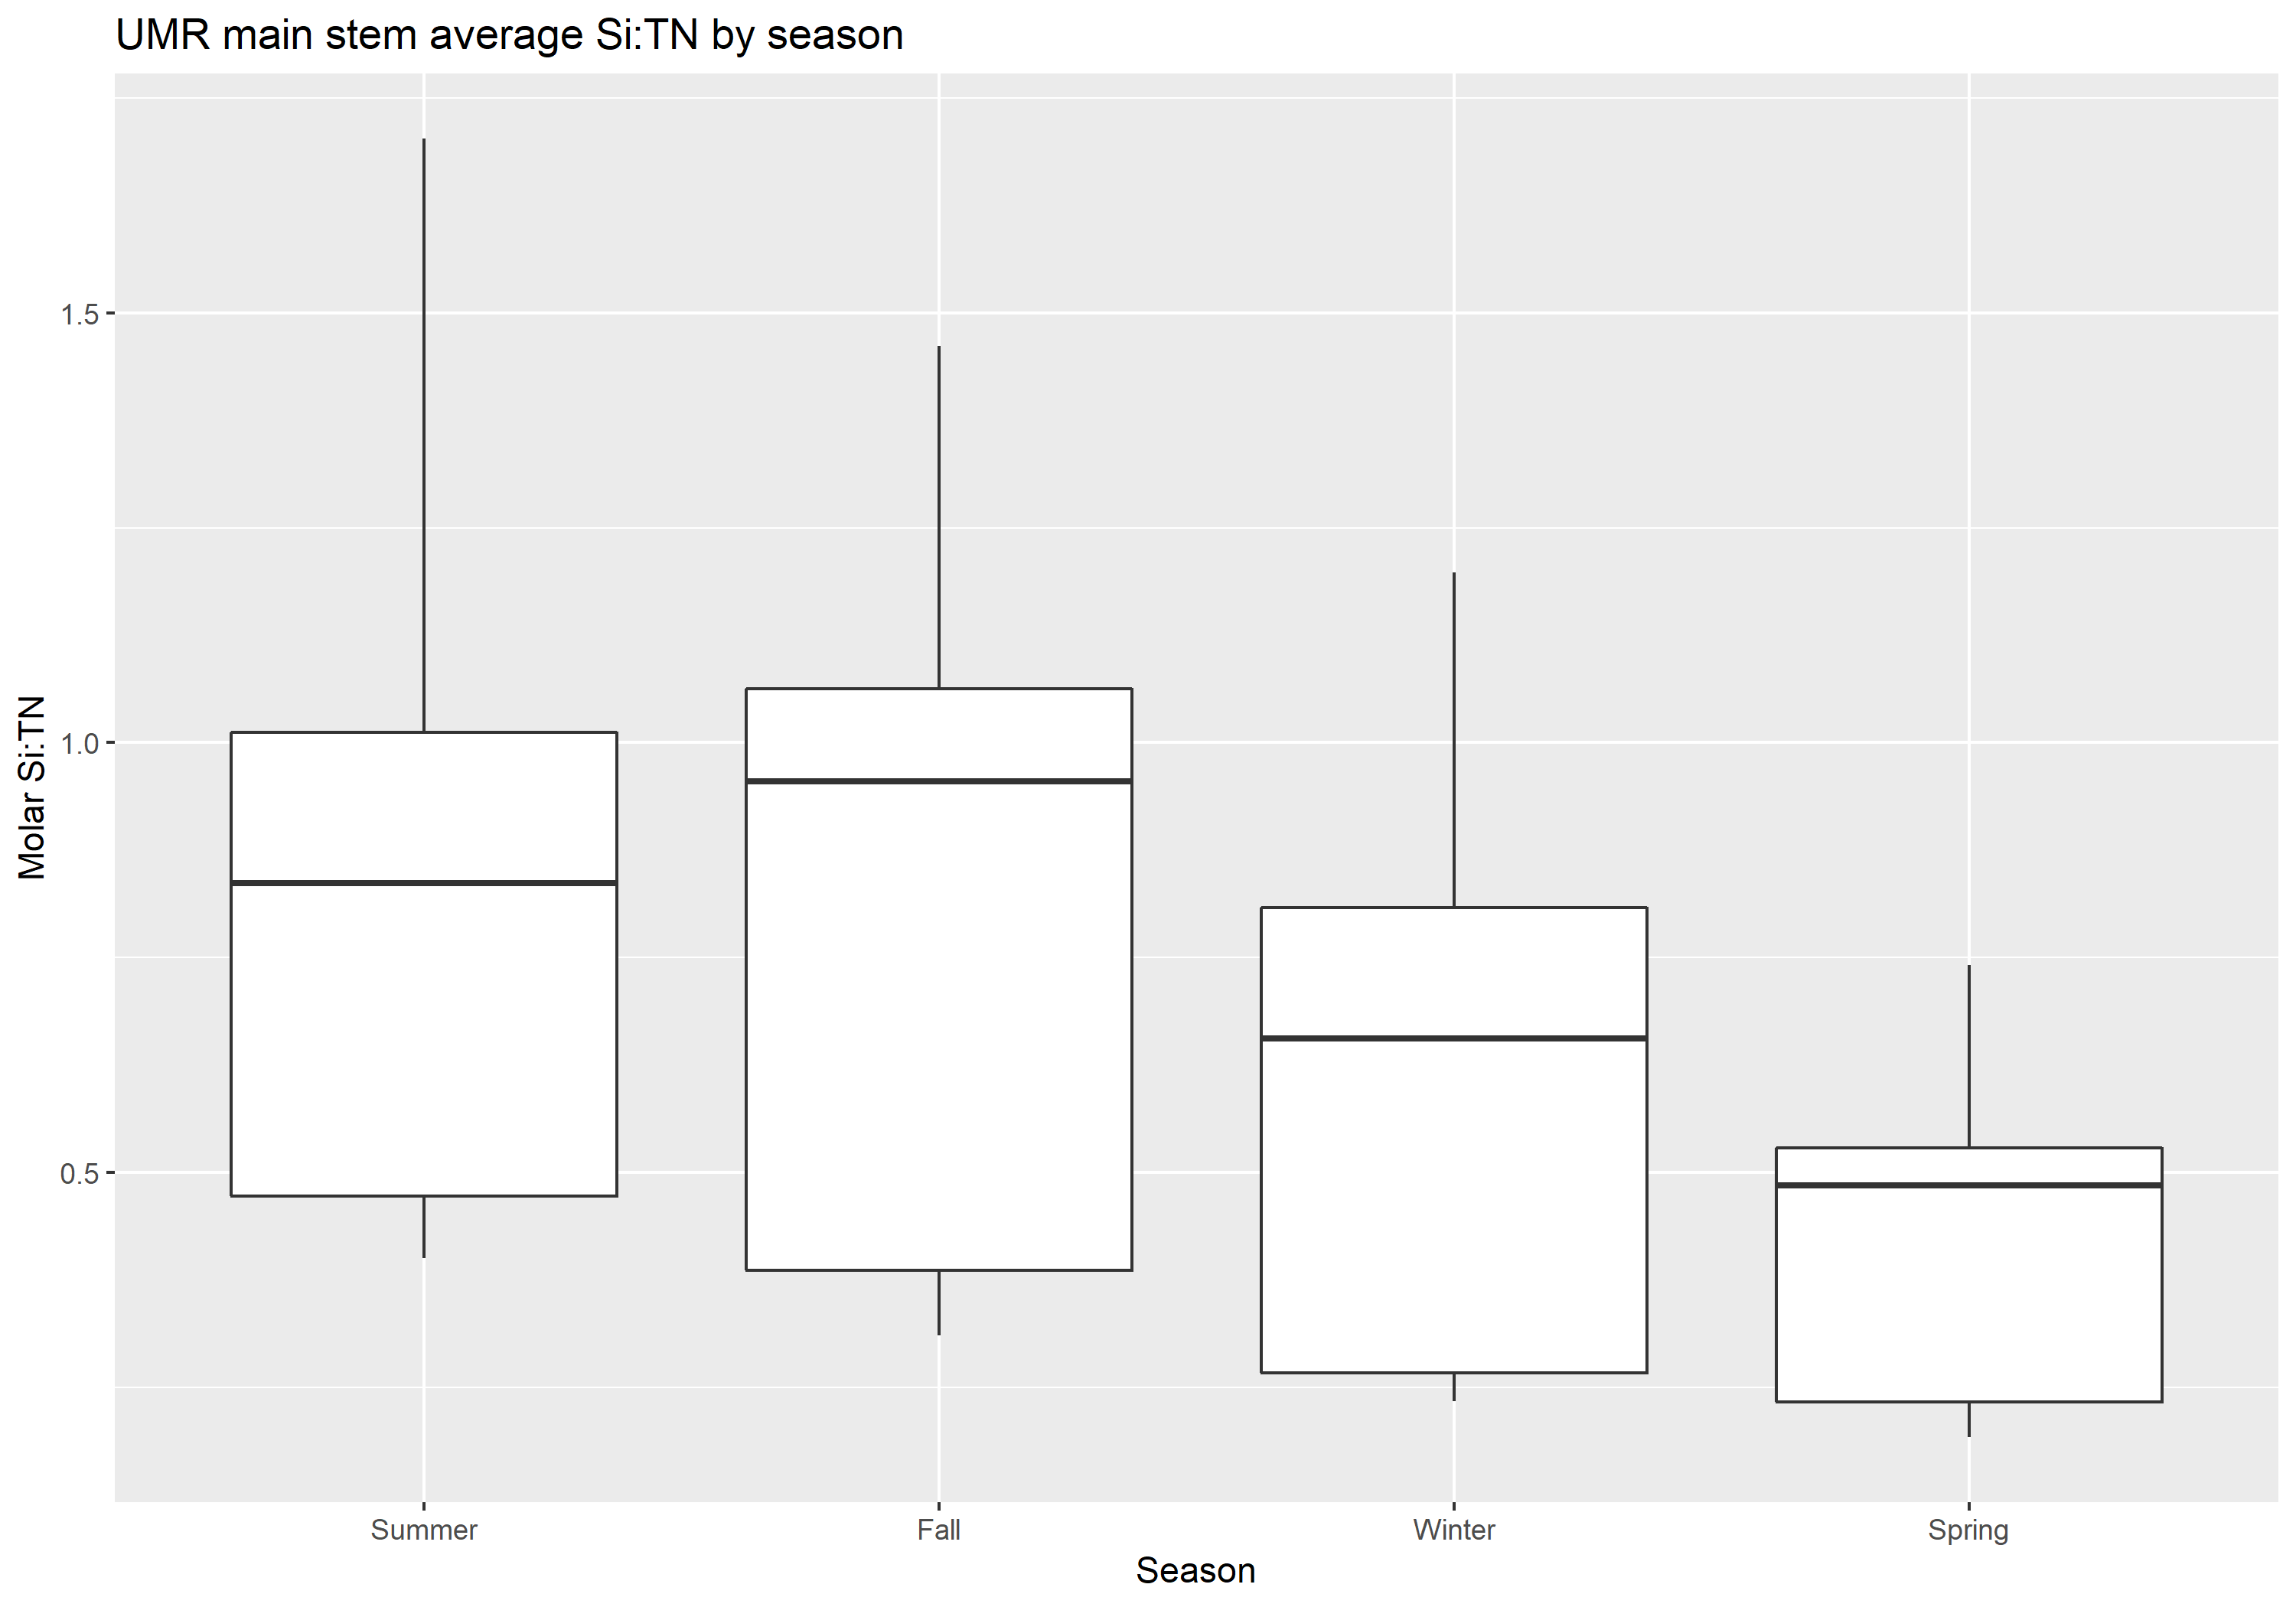 UMR main stem average Si:TN by season
Molar Si:TN
1.5
1.0
0.5
Summer
Fall
Winter
Spring
Season